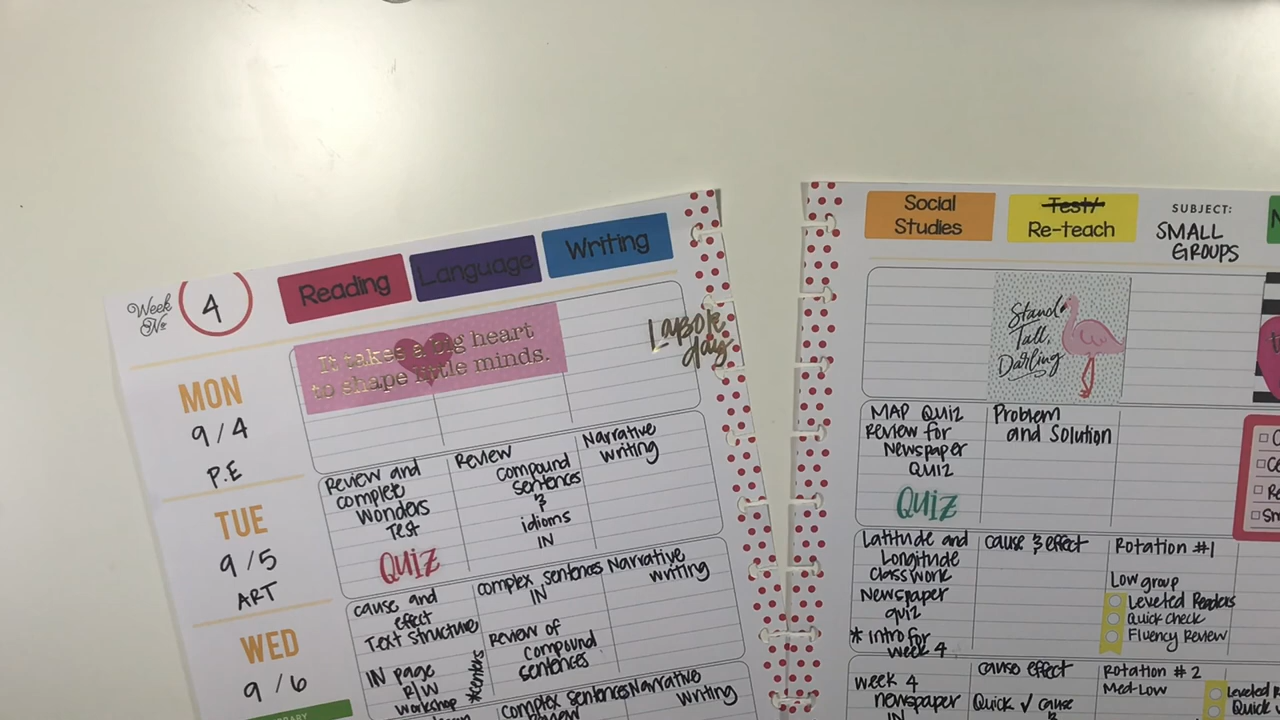 Week
No
4
Reading
Language
Writing
It takes a big heart
to shape little minds.
Labor
day
MON
9/4
P.E
TUE
9/5
ART
Review and
complete
Wonders
Test
QUIZ
Review
compound
sentences
&
idioms
IN
Narrative
writing
WED
9/6
cause and
effect
Text structure
IN page
R/W
workshop
*centers
complex sentences
IN
Review of
compound
sentences
Narrative
writing
complex sentences
Narrative
writing
Social
Studies
Test/
Re-teach
SUBJECT:
SMALL
GROUPS
Stand
Tall,
Darling
MAP QUIZ
Review for
Newspaper
QUIZ
QUIZ
Problem
and Solution
Latitude and
Longitude
classwork
Newspaper
quiz
* intro for
week 4
cause & effect
Rotation #1
Low group
Leveled Readers
Quick check
Fluency Review
week 4
newspaper
IN
cause effect
Quick ✓ cause
Rotation #2
Med-Low
Leveled
Quick